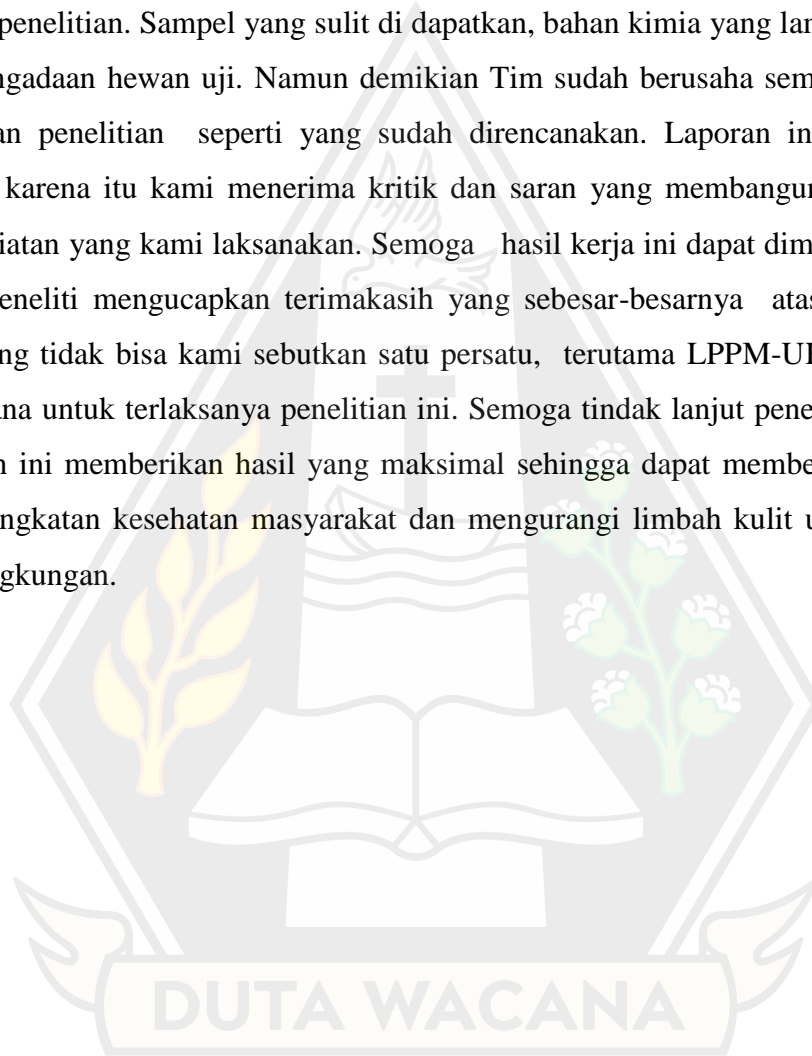 penelitian. Sampel yang sulit di dapatkan, bahan kimia yang lan
ngadaan hewan uji. Namun demikian Tim sudah berusaha sem
an penelitian seperti yang sudah direncanakan. Laporan in
karena itu kami menerima kritik dan saran yang membangun
iatan yang kami laksanakan. Semoga hasil kerja ini dapat dim
eneliti mengucapkan terimakasih yang sebesar-besarnya atas
ng tidak bisa kami sebutkan satu persatu, terutama LPPM-U
ana untuk terlaksanya penelitian ini. Semoga tindak lanjut pene
n ini memberikan hasil yang maksimal sehingga dapat membe
ngkatan kesehatan masyarakat dan mengurangi limbah kulit u
gkungan.
DUTA WACANA